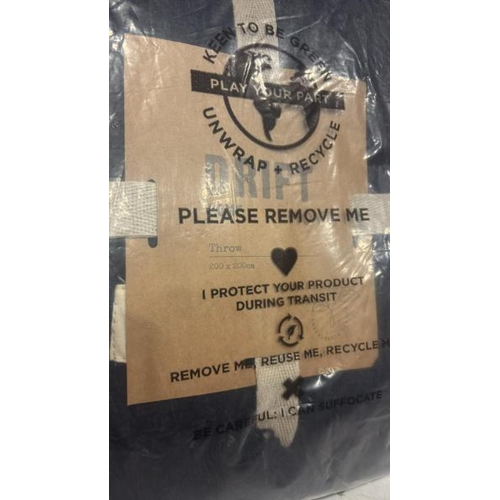 KEEN TO BE GREEN
PLAY YOUR PART
UNWRAP + RECYCLE
DRIFT
PLEASE REMOVE ME
Throw
200 x 200cm
I PROTECT YOUR PRODUCT
DURING TRANSIT
REMOVE ME, REUSE ME, RECYCLE M
BE CAREFUL: I CAN SUFFOCATE